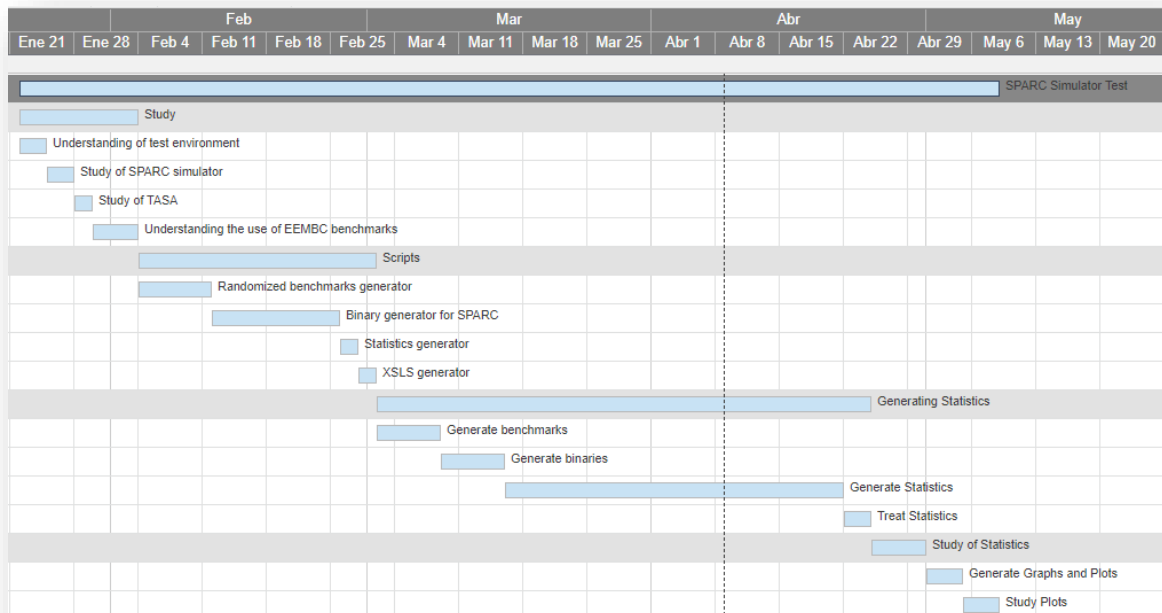 Feb Mar Abr May
Ene 21 Ene 28 Feb 4 Feb 11 Feb 18 Feb 25 Mar 4 Mar 11 Mar 18 Mar 25 Abr 1 Abr 8 Abr 15 Abr 22 Abr 29 May 6 May 13 May 20
SPARC Simulator Test
Study
Understanding of test environment
Study of SPARC simulator
Study of TASA
Understanding the use of EEMBC benchmarks
Scripts
Randomized benchmarks generator
Binary generator for SPARC
Statistics generator
XSLS generator
Generating Statistics
Generate benchmarks
Generate binaries
Generate Statistics
Treat Statistics
Study of Statistics
Generate Graphs and Plots
Study Plots